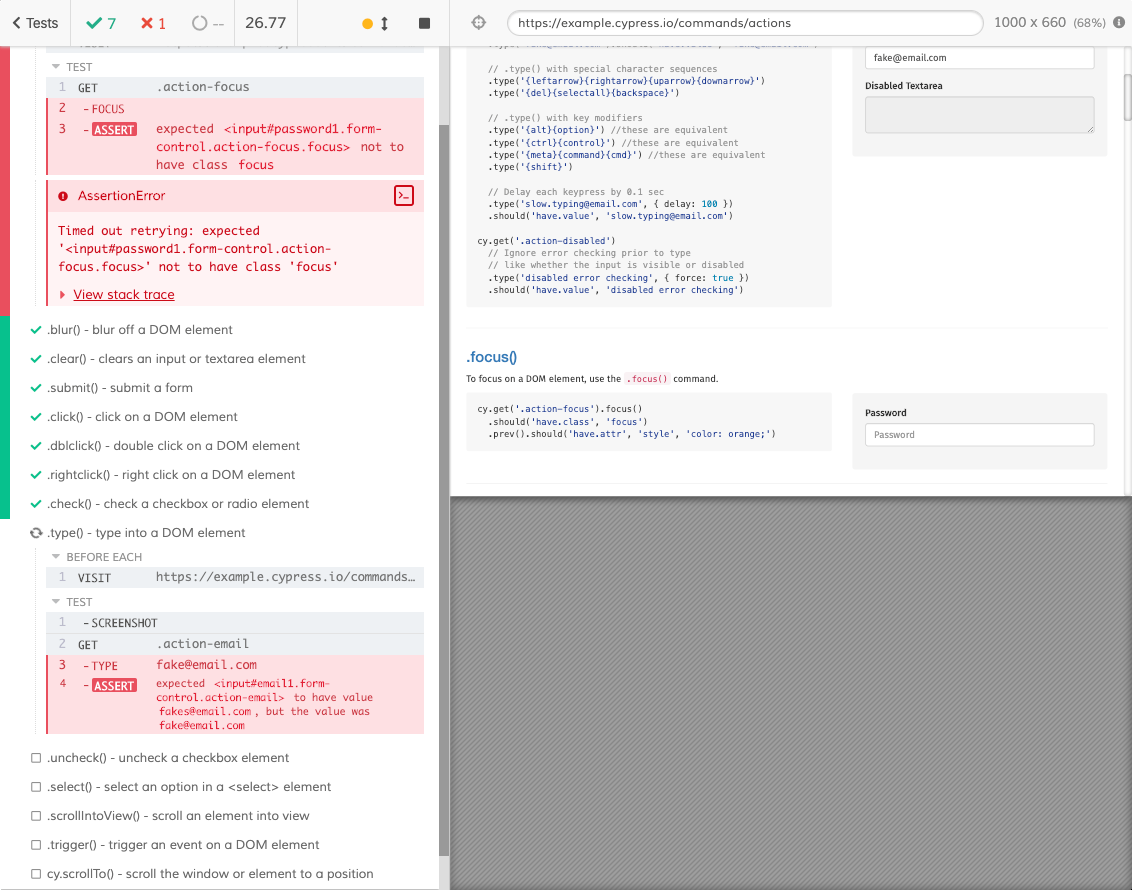 Tests
7
1
--
26.77
https://example.cypress.io/commands/actions
1000 x 660 (68%)
TEST
1 GET .action-focus
2 - FOCUS
3 - ASSERT expected <input#password1.form-
control.action-focus.focus> not to
have class focus
AssertionError
Timed out retrying: expected
'<input#password1.form-control.action-
focus.focus>' not to have class 'focus'
View stack trace
.blur() - blur off a DOM element
.clear() - clears an input or textarea element
.submit() - submit a form
.click() - click on a DOM element
.dblclick() - double click on a DOM element
.rightclick() - right click on a DOM element
.check() - check a checkbox or radio element
.type() - type into a DOM element
BEFORE EACH
1 VISIT https://example.cypress.io/commands…
TEST
1 - SCREENSHOT
2 GET .action-email
3 - TYPE fake@email.com
4 - ASSERT expected <input#email1.form-
control.action-email> to have value
fakes@email.com, but the value was
fake@email.com
.uncheck() - uncheck a checkbox element
.select() - select an option in a <select> element
.scrollIntoView() - scroll an element into view
.trigger() - trigger an event on a DOM element
cy.scrollTo() - scroll the window or element to a position
// .type() with special character sequences
.type('{leftarrow}{rightarrow}{uparrow}{downarrow}')
.type('{del}{selectall}{backspace}')
// .type() with key modifiers
.type('{alt}{option}') //these are equivalent
.type('{ctrl}{control}') //these are equivalent
.type('{meta}{command}{cmd}') //these are equivalent
.type('{shift}')
// Delay each keypress by 0.1 sec
.type('slow.typing@email.com', { delay: 100 })
.should('have.value', 'slow.typing@email.com')
cy.get('.action-disabled')
// Ignore error checking prior to type
// like whether the input is visible or disabled
.type('disabled error checking', { force: true })
.should('have.value', 'disabled error checking')
fake@email.com
Disabled Textarea
.focus()
To focus on a DOM element, use the .focus() command.
cy.get('.action-focus').focus()
.should('have.class', 'focus')
.prev().should('have.attr', 'style', 'color: orange;')
Password
Password